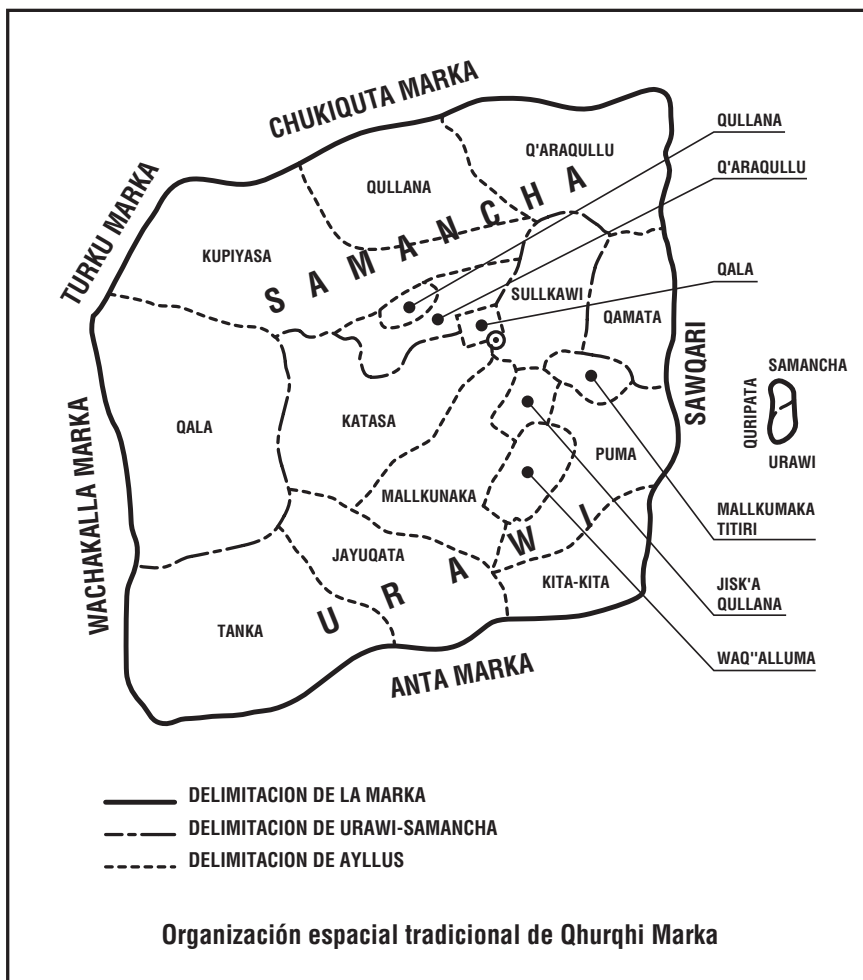 CHUKIQUTA MARKA
QULLANA
Q'ARAQULLU
Q'ARAQULLU
QULLANA
TURKU MARKA
KUPIYASA
SAMANCHA
QALA
SULLKAWI
QAMATA
SAWQARI
SAMANCHA
QURIPATA
URAWI
WACHAKALLA MARKA
QALA
KATASA
PUMA
MALLKUNAKA
MALLKUMAKA
TITIRI
JAYUQATA
URAWI
KITA-KITA
JISK'A
QULLANA
TANKA
WAQ"ALLUMA
ANTA MARKA
DELIMITACION DE LA MARKA
DELIMITACION DE URAWI-SAMANCHA
DELIMITACION DE AYLLUS
Organización espacial tradicional de Qhurqhi Marka